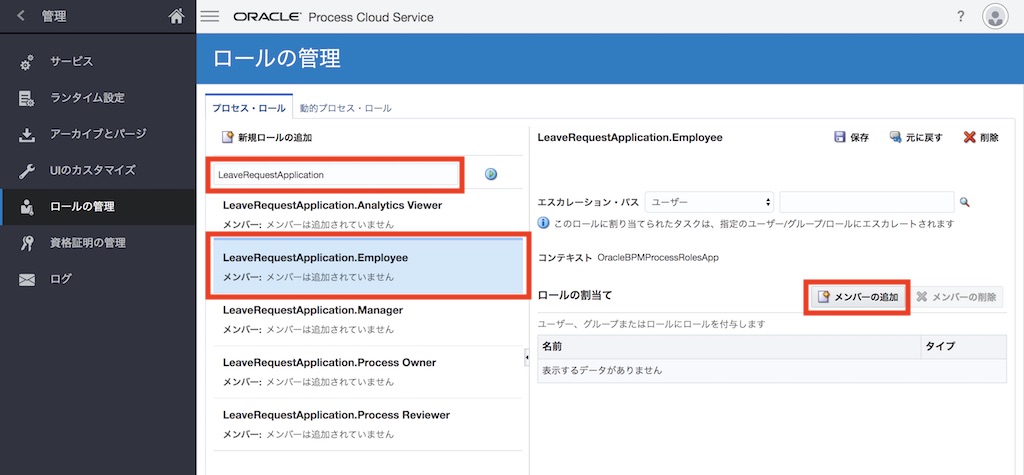 管理
ORACLE Process Cloud Service
?
サービス
ランタイム設定
アーカイブとパージ
UIのカスタマイズ
ロールの管理
資格証明の管理
ログ
ロールの管理
プロセス・ロール
動的プロセス・ロール
新規ロールの追加
LeaveRequestApplication
LeaveRequestApplication.Analytics Viewer
メンバー: メンバーは追加されていません
LeaveRequestApplication.Employee
メンバー: メンバーは追加されていません
LeaveRequestApplication.Manager
メンバー: メンバーは追加されていません
LeaveRequestApplication.Process Owner
メンバー: メンバーは追加されていません
LeaveRequestApplication.Process Reviewer
メンバー: メンバーは追加されていません
LeaveRequestApplication.Employee
保存
元に戻す
削除
エスカレーション・パス ユーザー
このロールに割り当てられたタスクは、指定のユーザー/グループ/ロールにエスカレートされます
コンテキスト OracleBPMProcessRolesApp
ロールの割当て
メンバーの追加
メンバーの削除
ユーザー、グループまたはロールにロールを付与します
名前 タイプ
表示するデータがありません